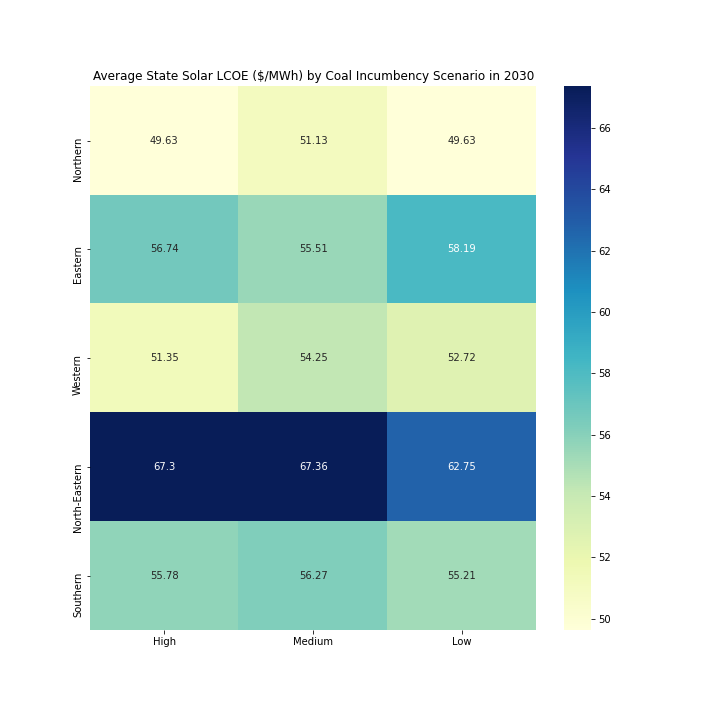 Average State Solar LCOE ($/MWh) by Coal Incumbency Scenario in 2030
Northern
49.63 51.13 49.63
Eastern
56.74 55.51 58.19
Western
51.35 54.25 52.72
North-Eastern
67.3 67.36 62.75
Southern
55.78 56.27 55.21
High Medium Low
66
64
62
60
58
56
54
52
50